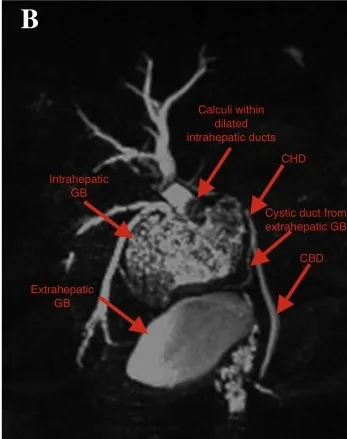 B
Calculi within
dilated
intrahepatic ducts
CHD
Intrahepatic
GB
Cystic duct from
extrahepatic GB
CBD
Extrahepatic
GB